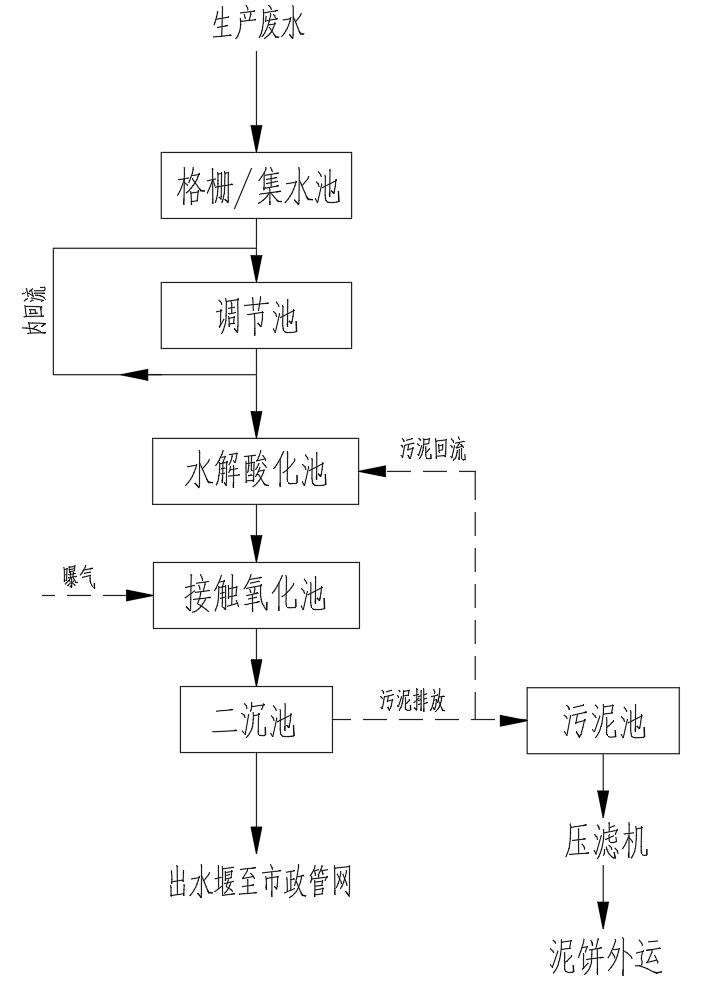 生产废水
格栅/集水池
内回流
调节池
污泥回流
水解酸化池
曝气
接触氧化池
污泥排放
二沉池
污泥池
压滤机
出水堰至市政管网
泥饼外运